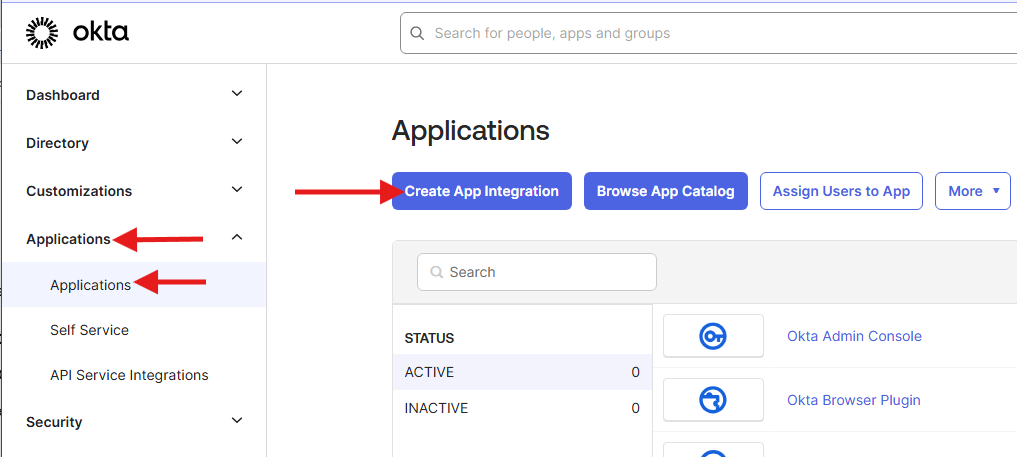 okta
Search for people, apps and groups
Dashboard
Directory
Customizations
Applications
Applications
Self Service
API Service Integrations
Security
Applications
Create App Integration
Browse App Catalog
Assign Users to App
More
Search
STATUS
ACTIVE 0
INACTIVE 0
Okta Admin Console
Okta Browser Plugin